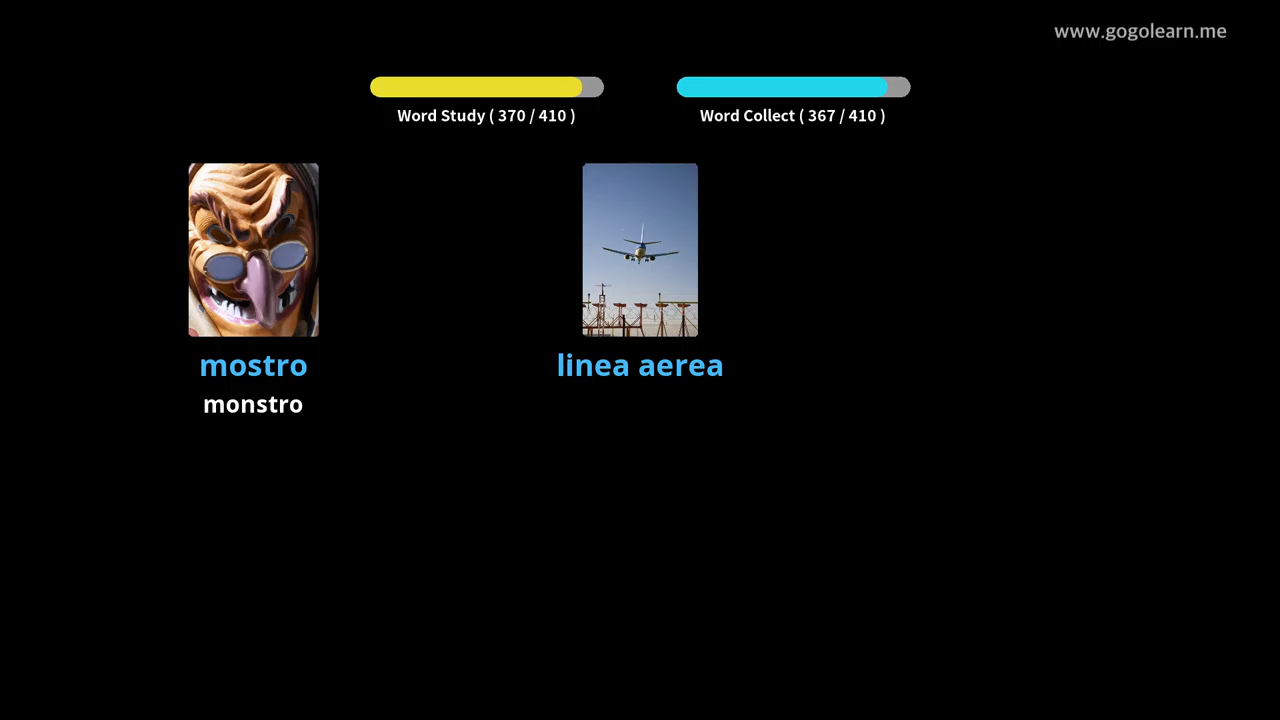 www.gogolearn.me
Word Study ( 370 / 410 )
Word Collect ( 367 / 410 )
mostro
monstro
linea aerea